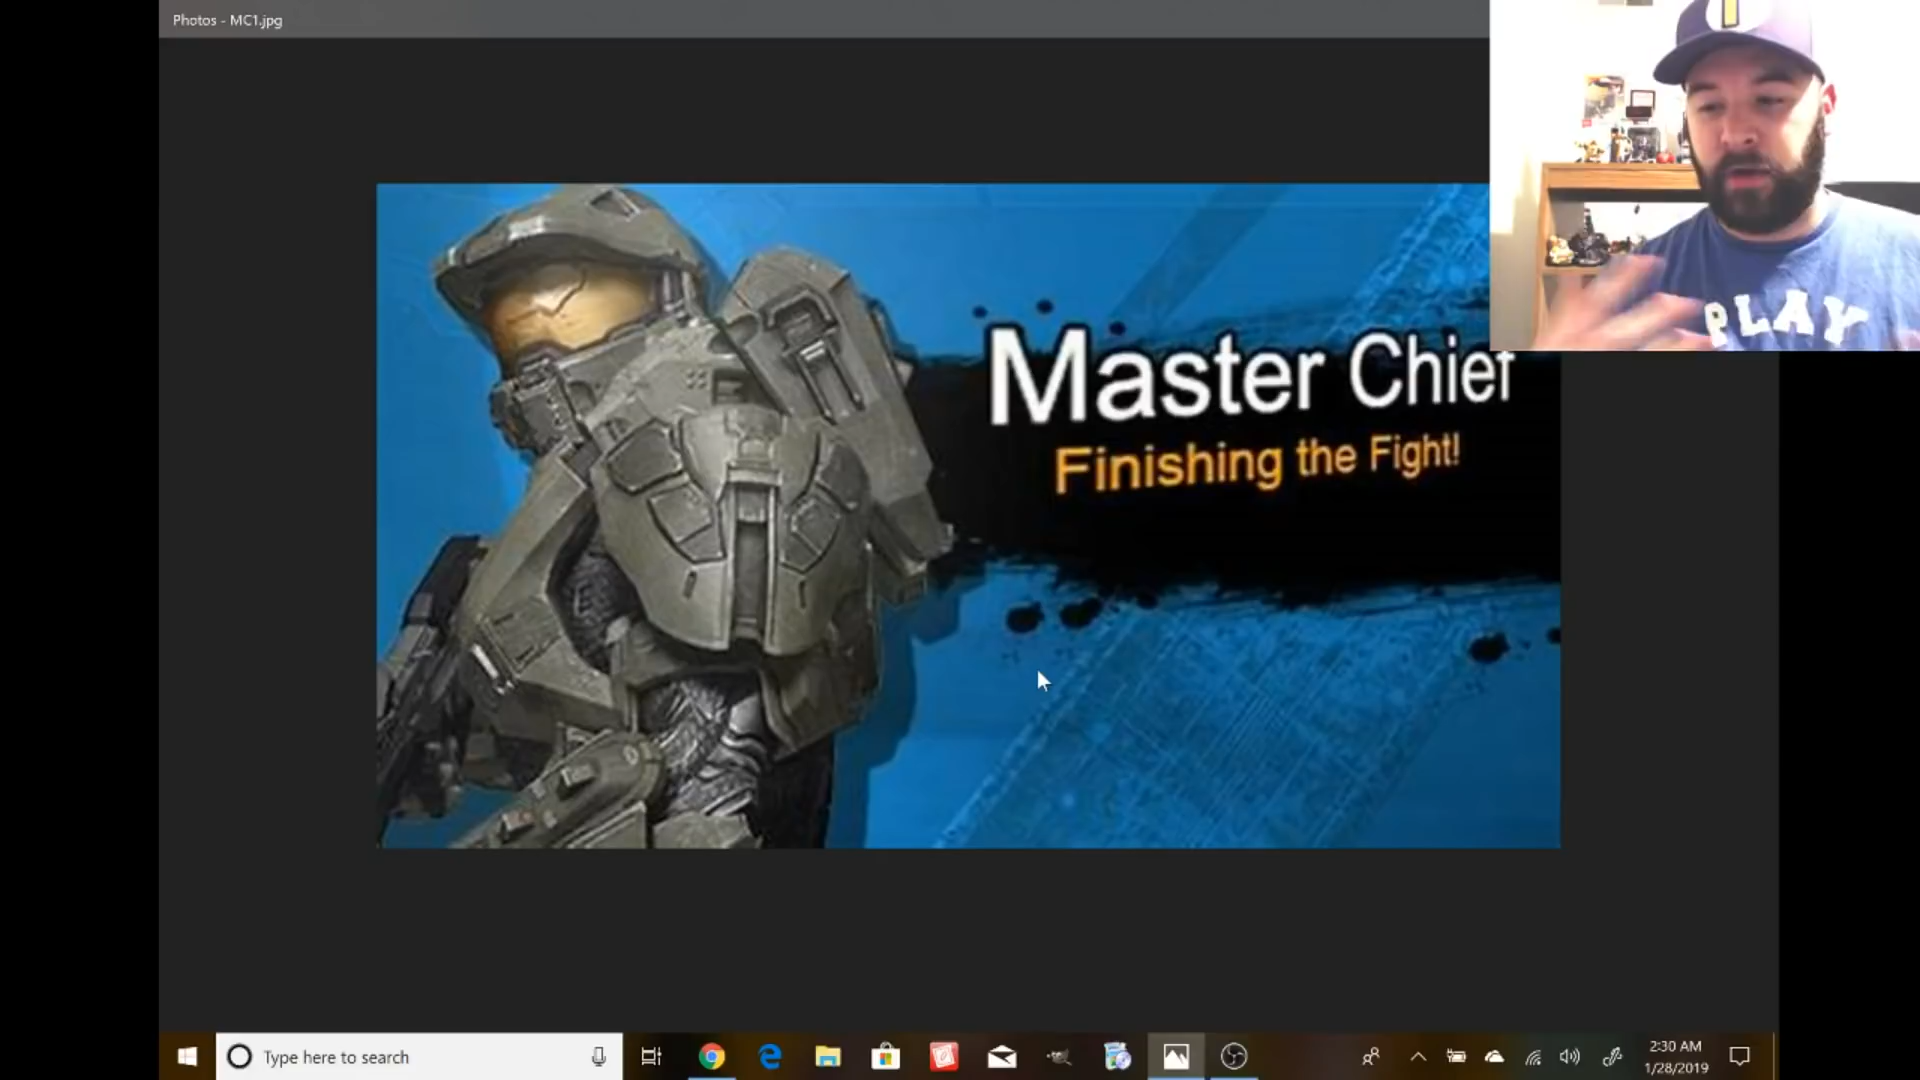 Photos - MC1.jpg
PLAY
Master Chief
Finishing the Fight!
Type here to search
2:30 AM
1/28/2019